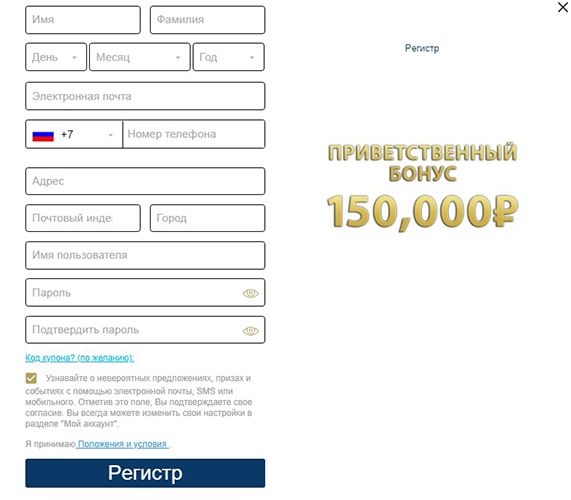 Имя Фамилия
День Месяц Год
Электронная почта
+7 Номер телефона
Адрес
Почтовый инде Город
Имя пользователя
Пароль
Подтвердить пароль
Код купона? (по желанию):
Узнавайте о невероятных предложениях, призах и
событиях с помощью электронной почты, SMS или
мобильного. Отметив это поле, Вы подтверждаете свое
согласие. Вы всегда можете изменить свои настройки в
разделе "Мой аккаунт".
Я принимаю Положения и условия .
Регистр
Регистр
ПРИВЕТСТВЕННЫЙ
БОНУС
150,000₽